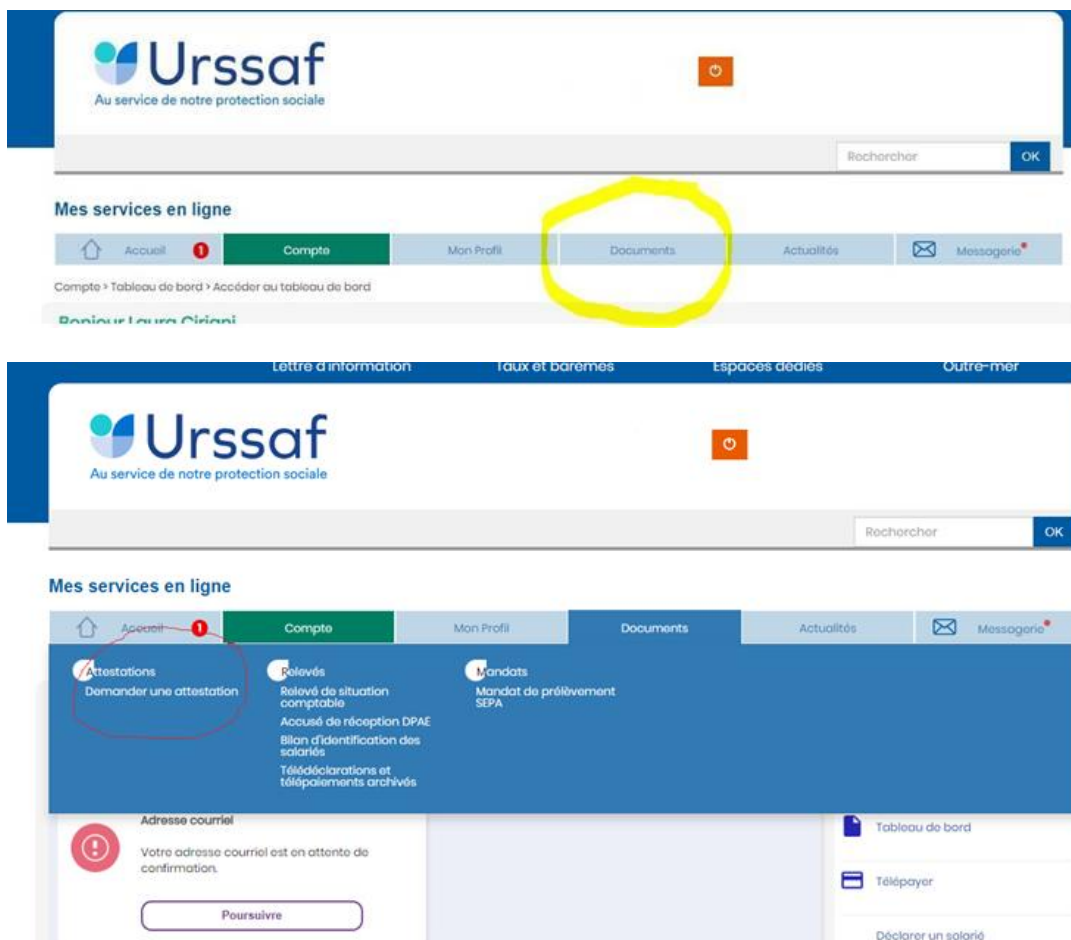 Urssaf
Au service de notre protection sociale
Rechercher OK
Mes services en ligne
Accueil 1 Compte Mon Profil Documents Actualités Messagerie
Compte > Tableau de bord > Accéder au tableau de bord
Bonjour Laura Ciriani
Lettre d'information Taux et barèmes Espaces dédiés Outre-mer
Urssaf
Au service de notre protection sociale
Rechercher OK
Mes services en ligne
Accueil 1 Compte Mon Profil Documents Actualités Messagerie
Attestations Relevés Mandats
Demander une attestation Relevé de situation Mandat de prélèvement
comptable SEPA
Accusé de réception DPAE
Bilan d'identification des
salariés
Télédéclarations et
télépaiements archivés
Adresse courriel
Votre adresse courriel est en attente de
confirmation.
Poursuivre
Tableau de bord
Télépayer
Déclarer un salarié